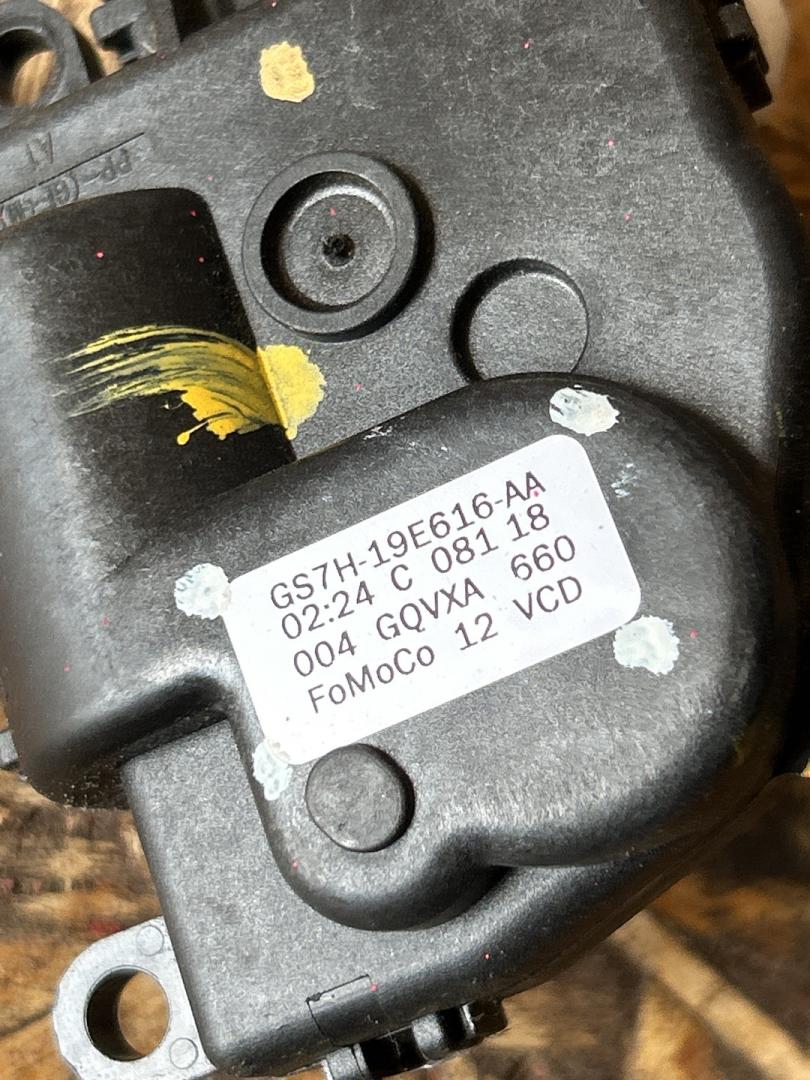 GS7H-19E616-AA
02:24 C 081 18
004 GQVXA 660
FoMoCo 12 VCD